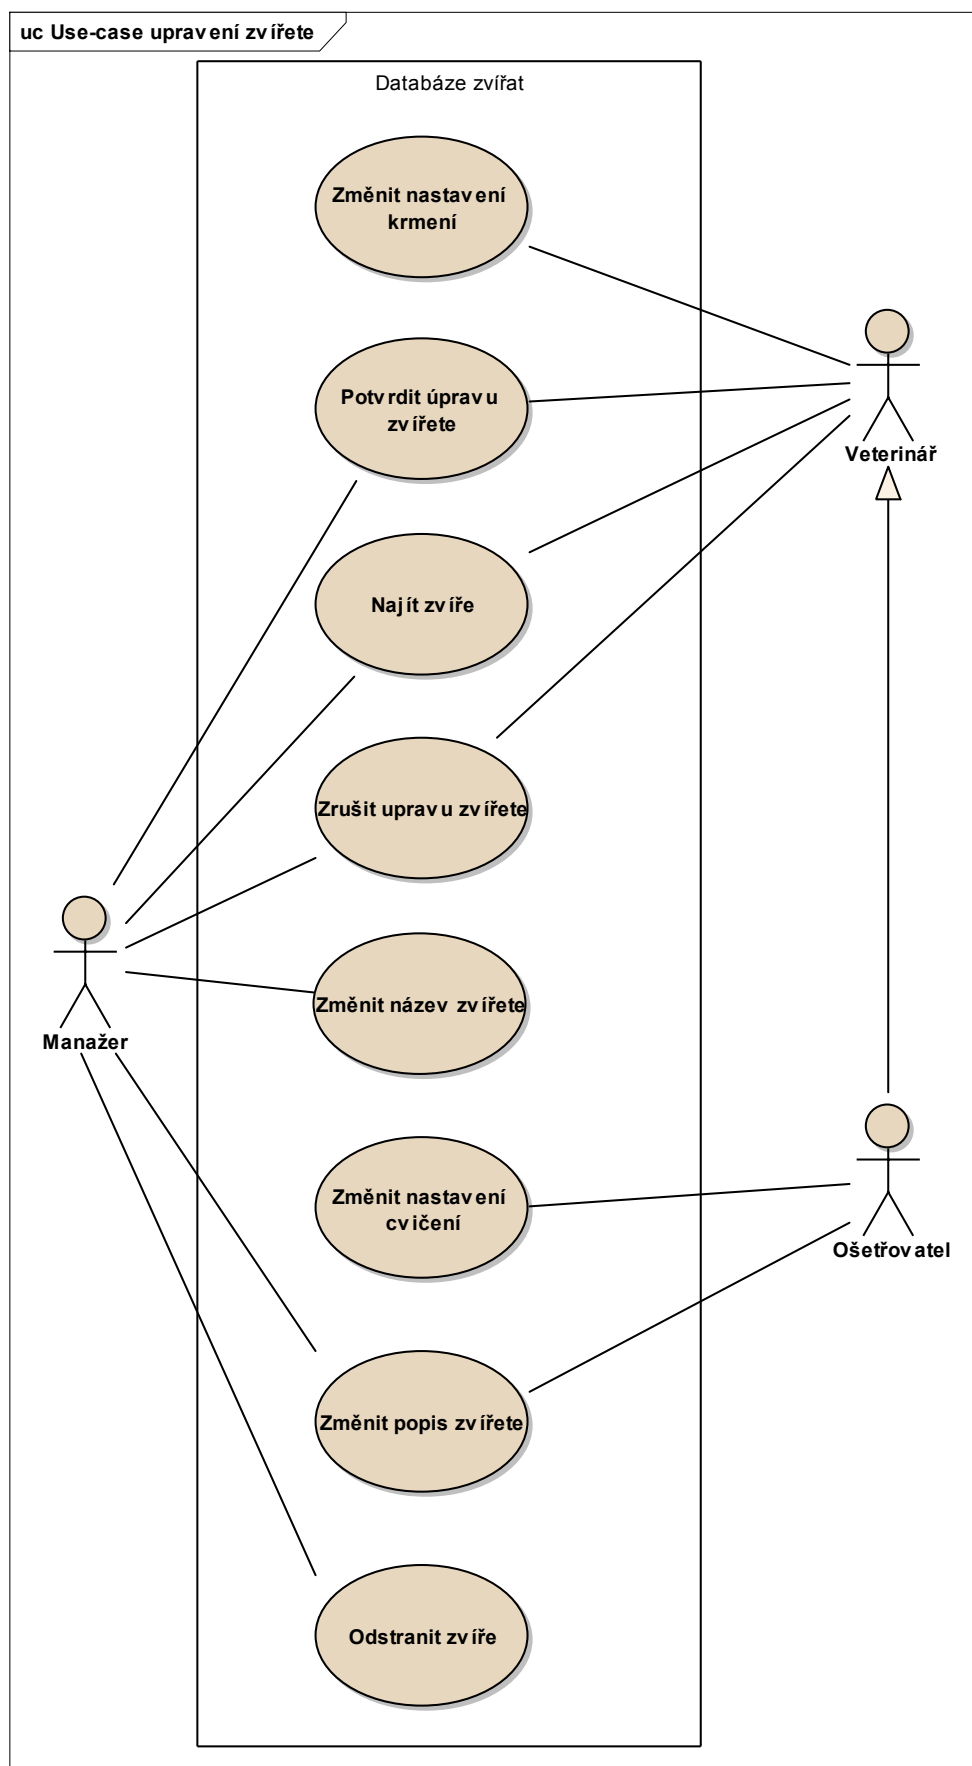 uc Use-case upravení zvířete
Databáze zvířat
Změnit nastavení
krmení
Potvrdit úpravu
zvířete
Veterinář
Najít zvíře
Zrušit upravu zvířete
Změnit název zvířete
Manažer
Změnit nastavení
cvičení
Ošetřovatel
Změnit popis zvířete
Odstranit zvíře